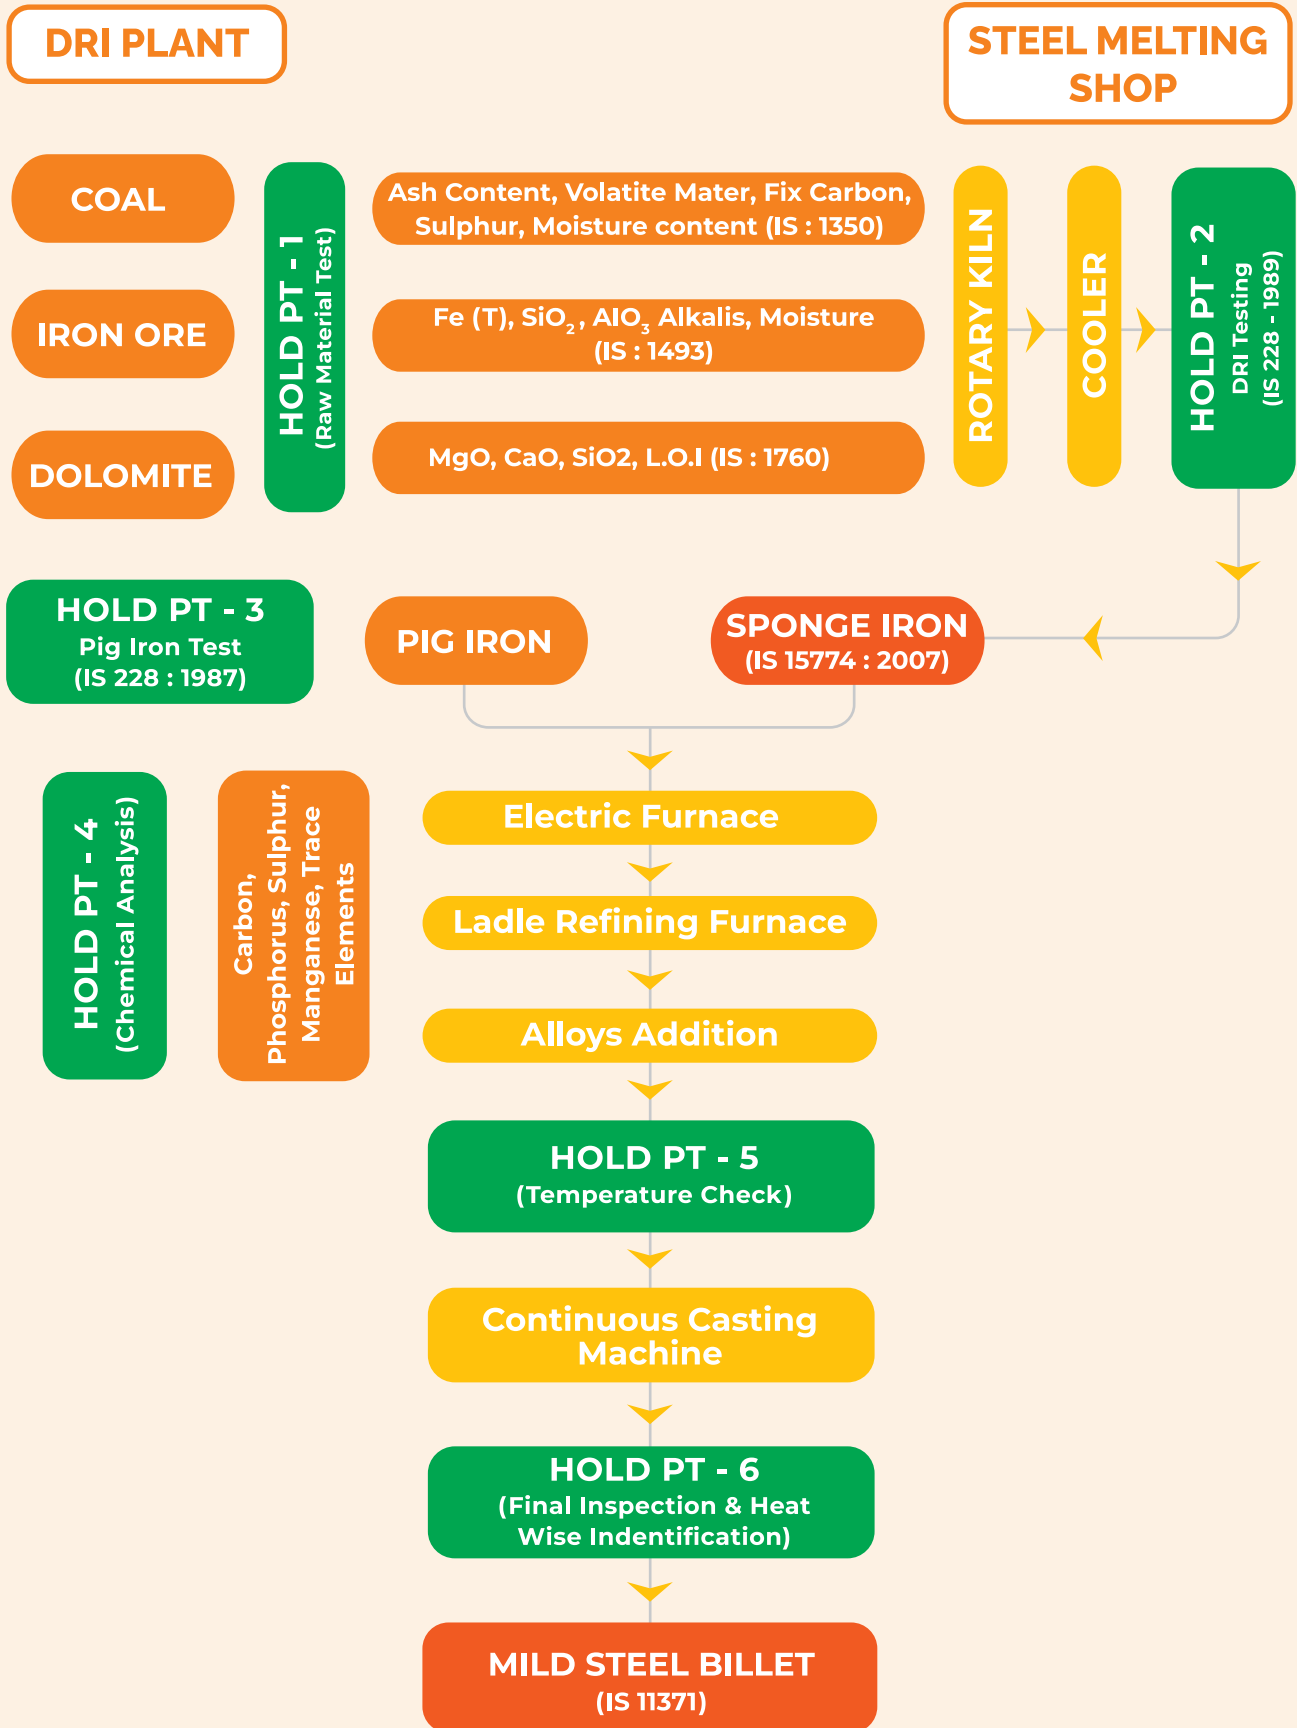 DRI PLANT
STEEL MELTING
SHOP
COAL
IRON ORE
DOLOMITE
HOLD PT - 1
(Raw Material Test)
Ash Content, Volatite Mater, Fix Carbon,
Sulphur, Moisture content (IS : 1350)
Fe (T), SiO₂, AlO₃ Alkalis, Moisture
(IS : 1493)
MgO, CaO, SiO2, L.O.I (IS : 1760)
ROTARY KILN
COOLER
HOLD PT - 2
DRI Testing
(IS 228 - 1989)
HOLD PT - 3
Pig Iron Test
(IS 228 : 1987)
PIG IRON
SPONGE IRON
(IS 15774 : 2007)
HOLD PT - 4
(Chemical Analysis)
Carbon,
Phosphorus, Sulphur,
Manganese, Trace
Elements
Electric Furnace
Ladle Refining Furnace
Alloys Addition
HOLD PT - 5
(Temperature Check)
Continuous Casting
Machine
HOLD PT - 6
(Final Inspection & Heat
Wise Indentification)
MILD STEEL BILLET
(IS 11371)